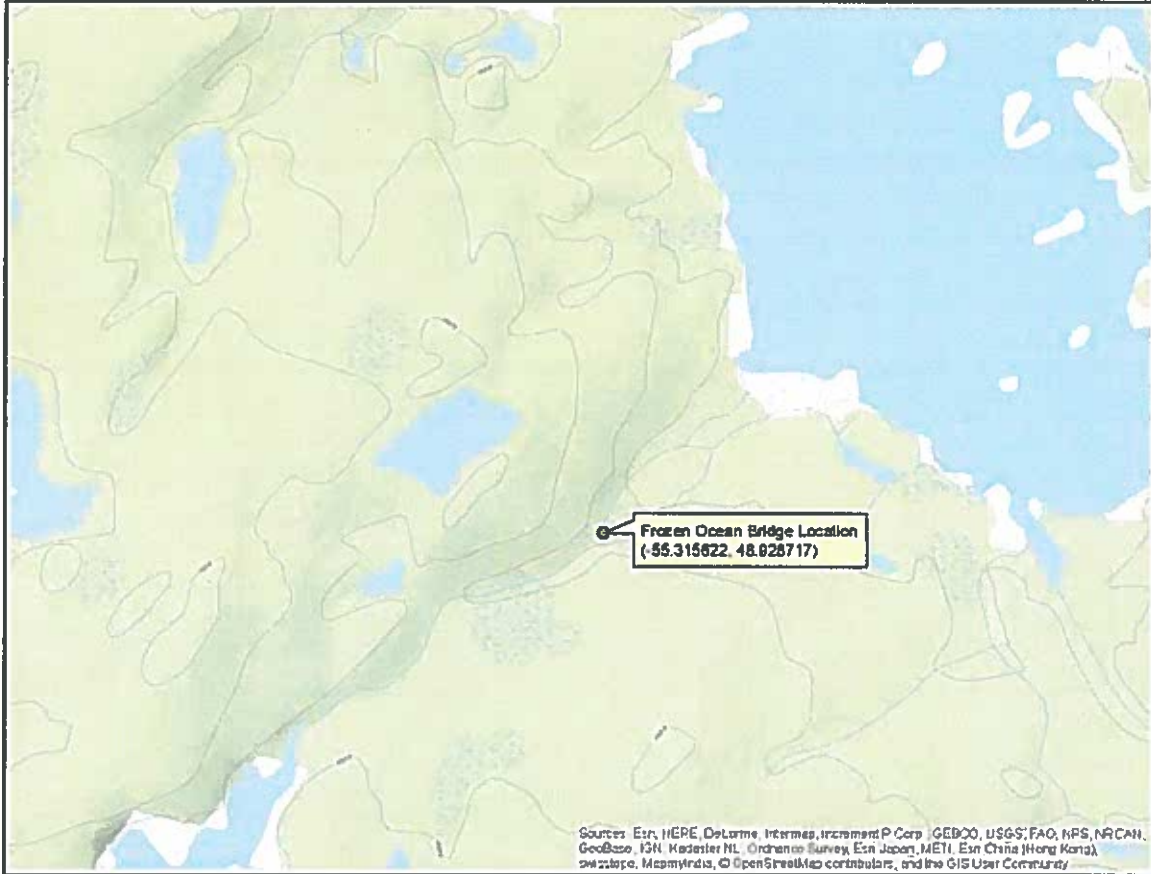 Frozen Ocean Bridge Location
(-55.315622, 48.928717)
Sources: Esri, HERE, DeLorme, Intermap, increment P Corp., GEBCO, USGS, FAO, NPS, NRCAN,
GeoBase, IGN, Kadaster NL, Ordnance Survey, Esri Japan, METI, Esri China (Hong Kong),
swisstopo, MapmyIndia, © OpenStreetMap contributors, and the GIS User Community